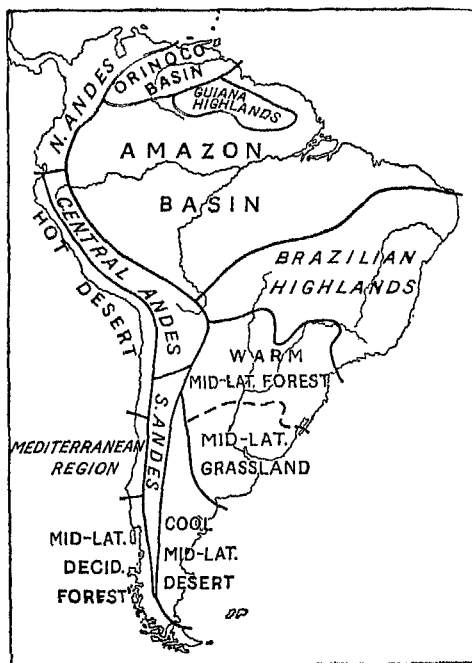 N. ANDES
ORINOCO
BASIN
GUIANA
HIGHLANDS
AMAZON
BASIN
CENTRAL ANDES
HOT DESERT
BRAZILIAN
HIGHLANDS
WARM
MID-LAT. FOREST
S. ANDES
MID-LAT.
GRASSLAND
MEDITERRANEAN
REGION
COOL
MID-LAT.
DESERT
MID-LAT.
DECID.
FOREST